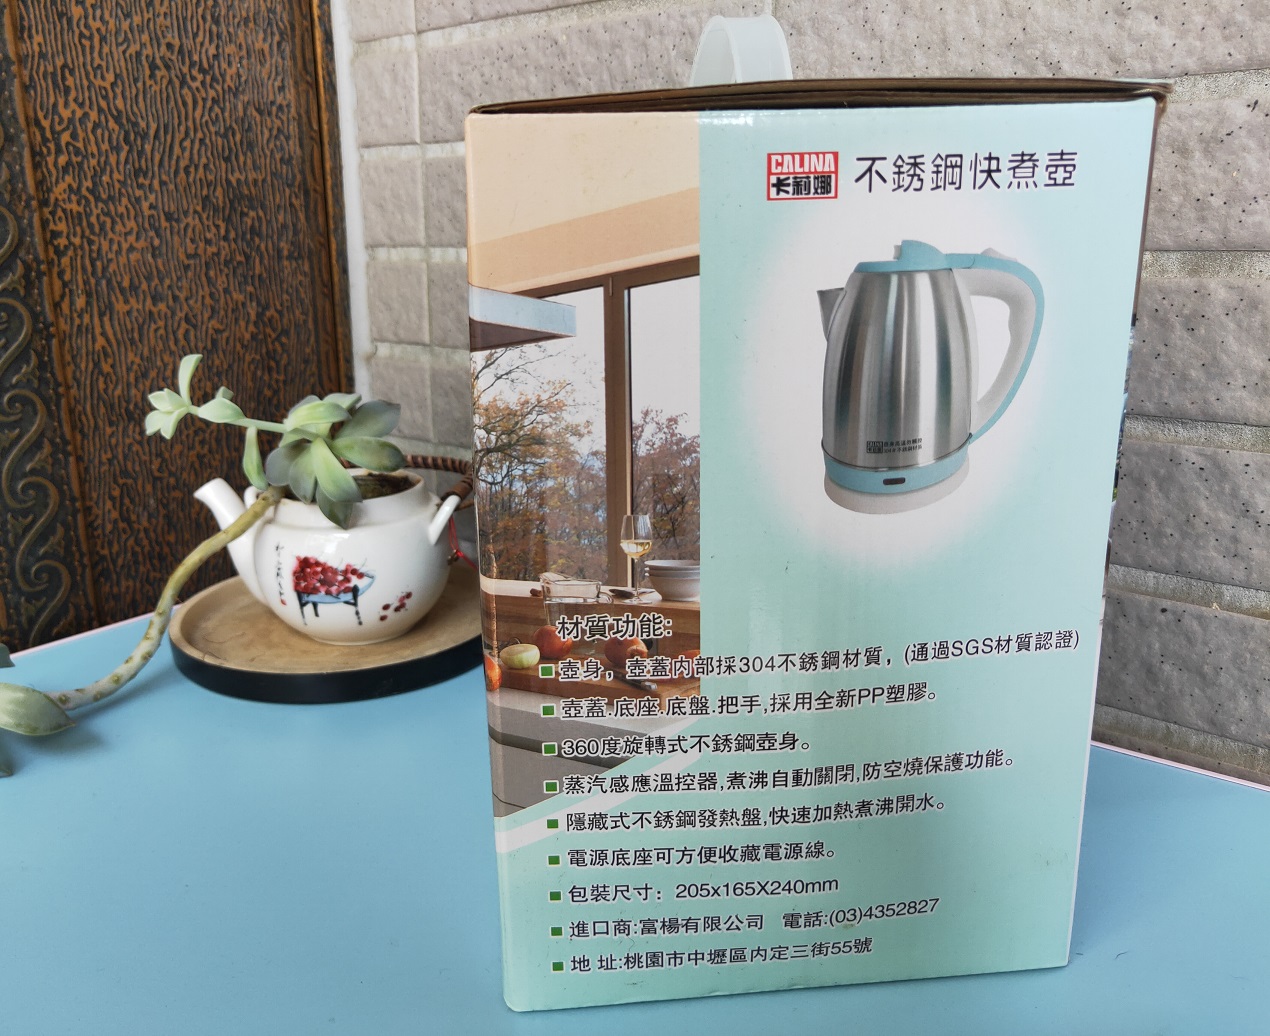 CALINA
卡莉娜
不銹鋼快煮壺
材質功能:
壺身，壺蓋内部採304不銹鋼材質，(通過SGS材質認證)
壺蓋.底座.底盤.把手,採用全新PP塑膠。
360度旋轉式不銹鋼壺身。
蒸汽感應溫控器,煮沸自動關閉,防空燒保護功能。
隱藏式不銹鋼發熱盤,快速加熱煮沸開水。
電源底座可方便收藏電源線。
包裝尺寸：205x165X240mm
進口商:富楊有限公司 電話:(03)4352827
地 址:桃園市中壢區内定三街55號